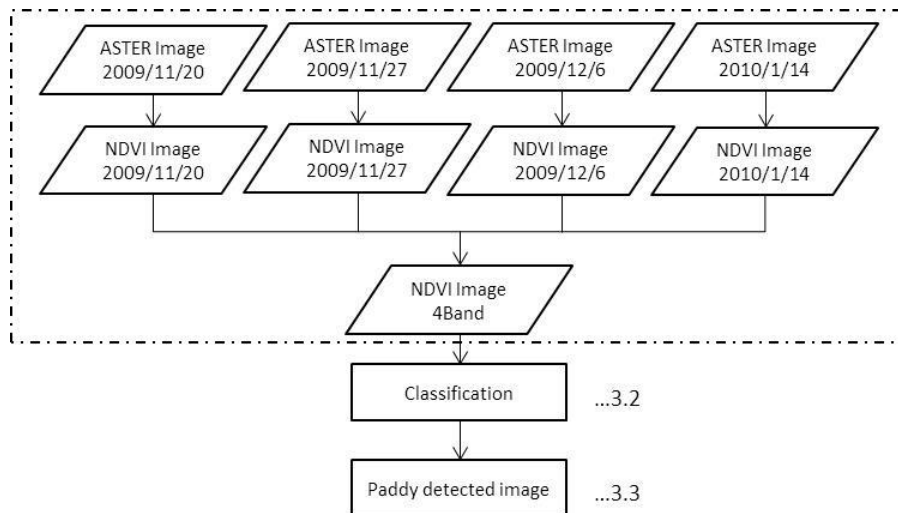 ASTER Image
2009/11/20
ASTER Image
2009/11/27
ASTER Image
2009/12/6
ASTER Image
2010/1/14
NDVI Image
2009/11/20
NDVI Image
2009/11/27
NDVI Image
2009/12/6
NDVI Image
2010/1/14
NDVI Image
4Band
Classification
...3.2
Paddy detected image
...3.3